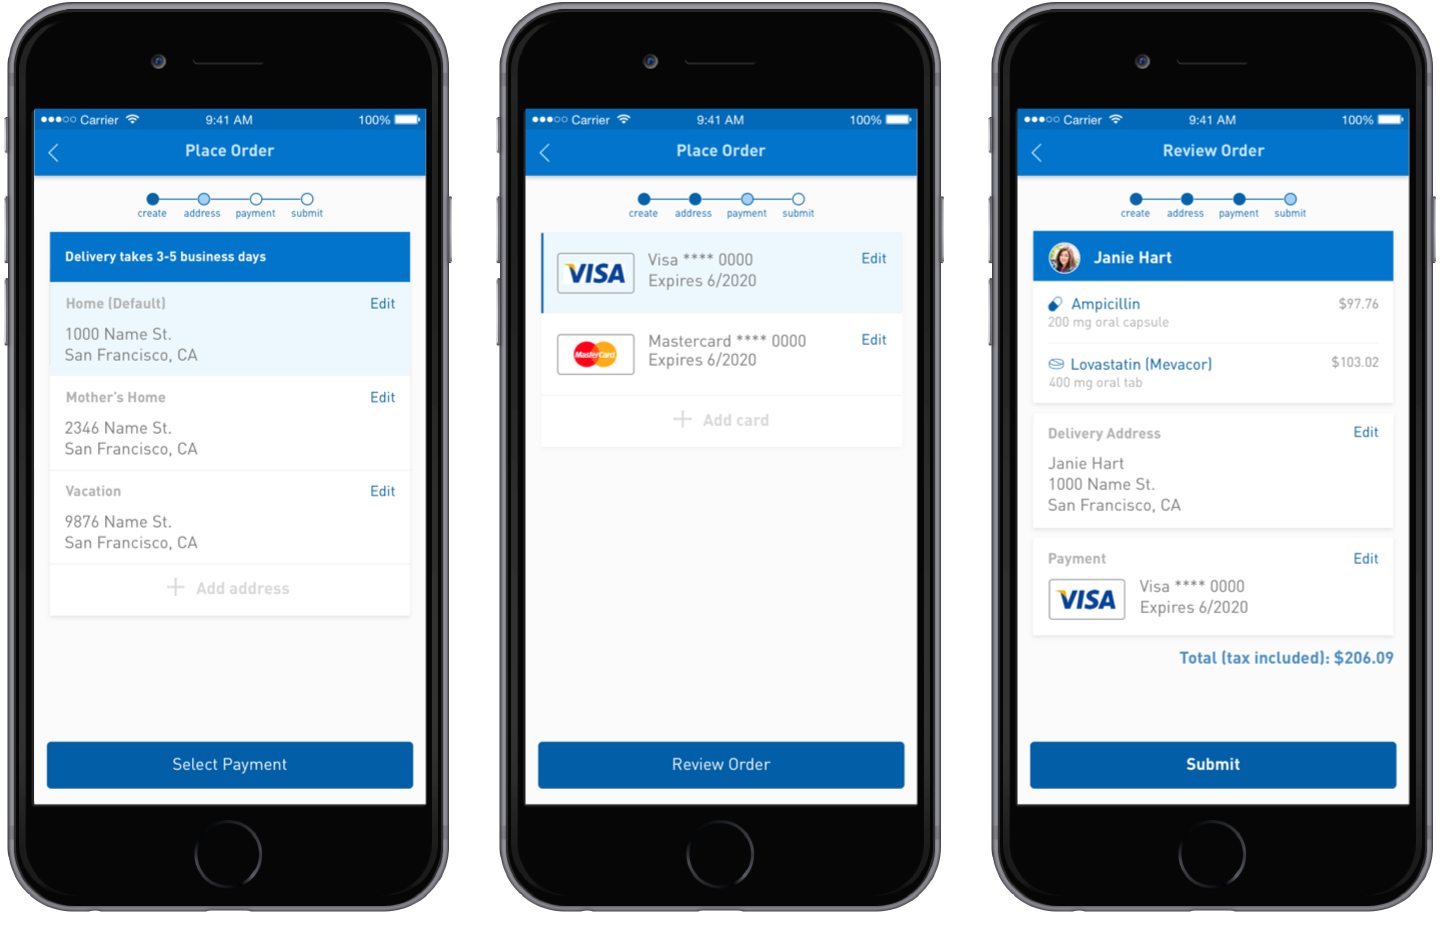 Carrier 9:41 AM 100%
Place Order
create address payment submit
Delivery takes 3-5 business days
Home (Default) Edit
1000 Name St.
San Francisco, CA
Mother's Home Edit
2346 Name St.
San Francisco, CA
Vacation Edit
9876 Name St.
San Francisco, CA
+ Add address
Select Payment
Carrier 9:41 AM 100%
Place Order
create address payment submit
VISA
Visa **** 0000 Edit
Expires 6/2020
MasterCard
Mastercard **** 0000 Edit
Expires 6/2020
+ Add card
Review Order
Carrier 9:41 AM 100%
Review Order
create address payment submit
Janie Hart
Ampicillin $97.76
200 mg oral capsule
Lovastatin (Mevacor) $103.02
400 mg oral tab
Delivery Address Edit
Janie Hart
1000 Name St.
San Francisco, CA
Payment Edit
VISA
Visa **** 0000
Expires 6/2020
Total (tax included): $206.09
Submit